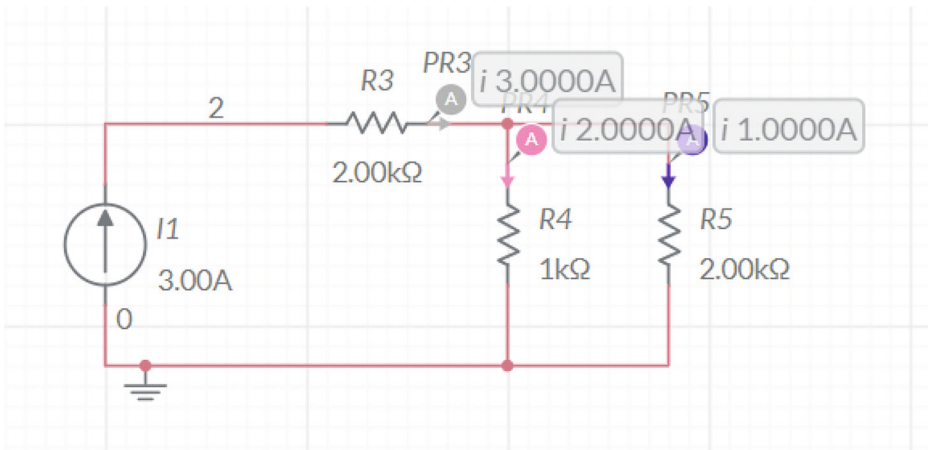 PR3
i 3.0000A
R3
A
2
PR4
PR5
i 2.0000A
A
i 1.0000A
A
2.00kΩ
I1
3.00A
R4
1kΩ
R5
2.00kΩ
0